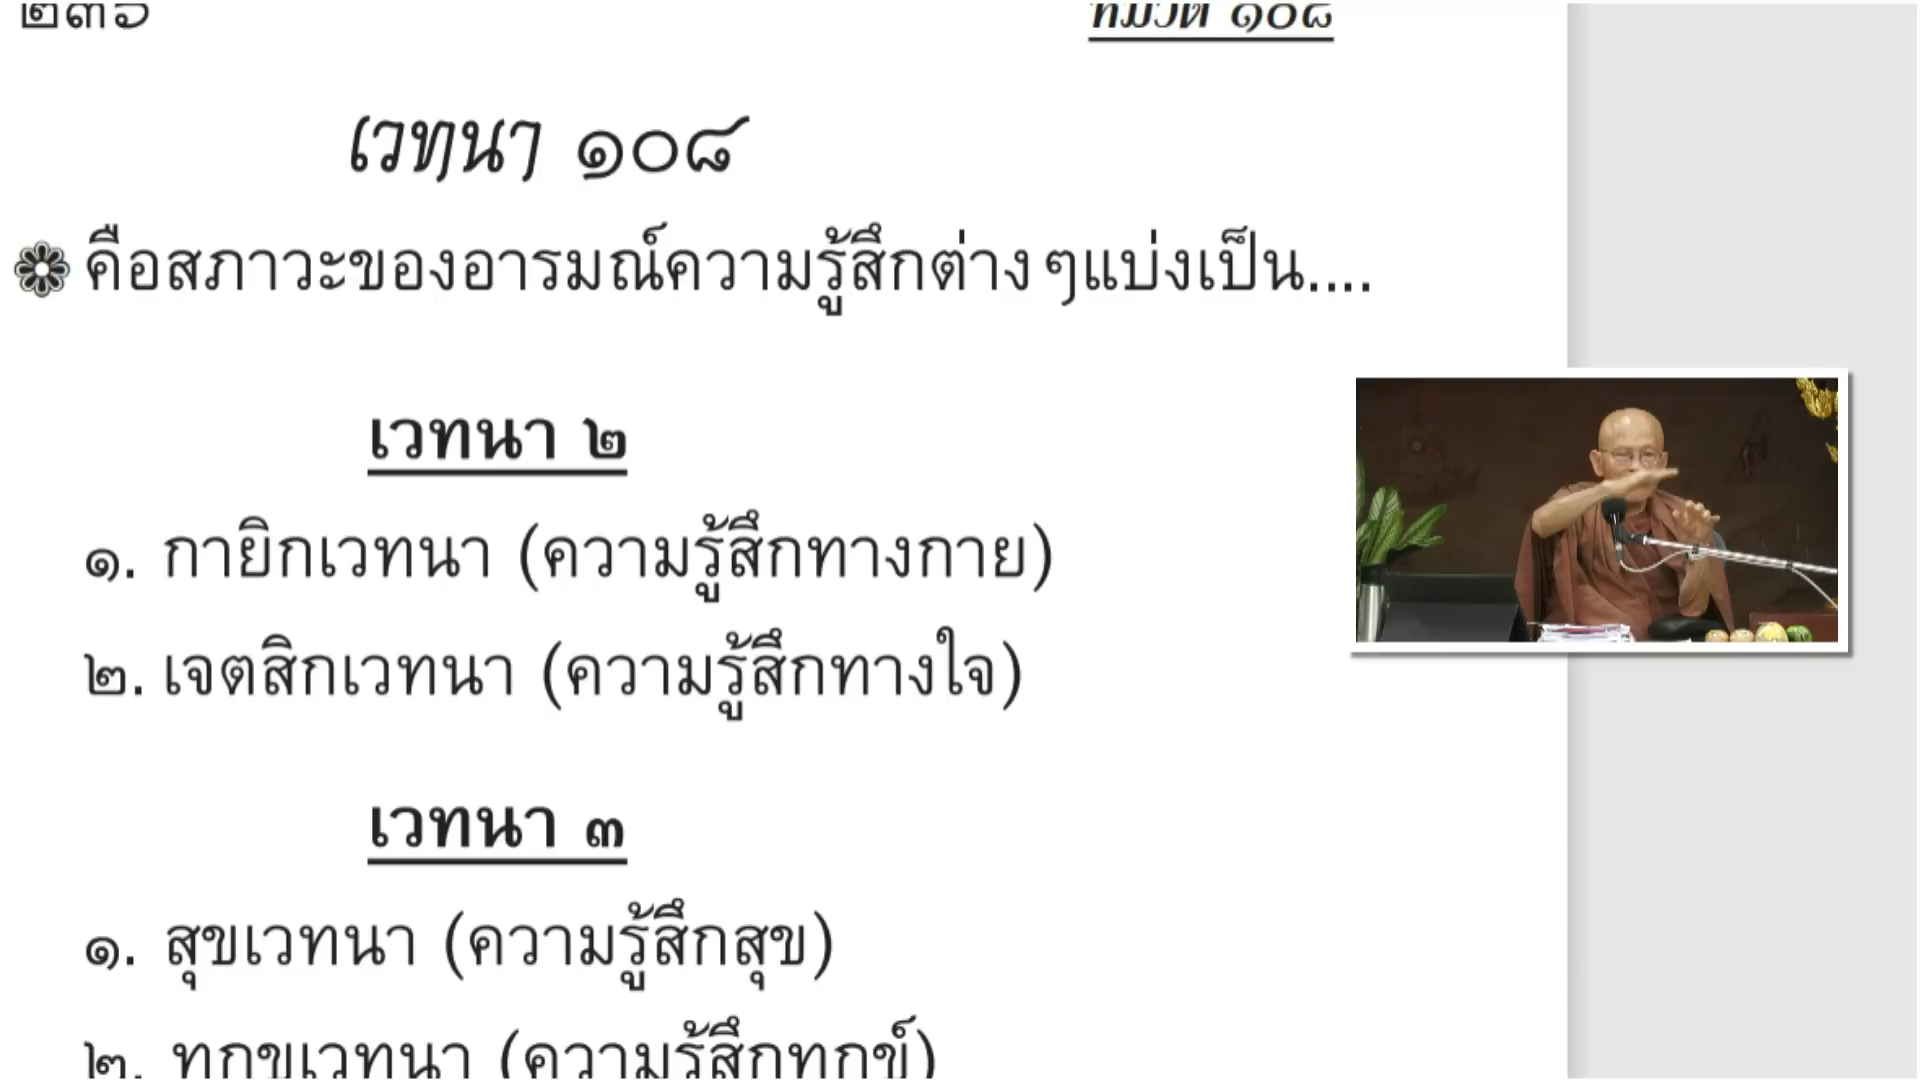 ๒๓๖
หมวด ๑๐๘
เวทนา ๑๐๘
คือสภาวะของอารมณ์ความรู้สึกต่างๆแบ่งเป็น....
เวทนา ๒
๑. กายิกเวทนา (ความรู้สึกทางกาย)
๒. เจตสิกเวทนา (ความรู้สึกทางใจ)
เวทนา ๓
๑. สุขเวทนา (ความรู้สึกสุข)
๒. ทุกขเวทนา (ความรู้สึกทุกข์)